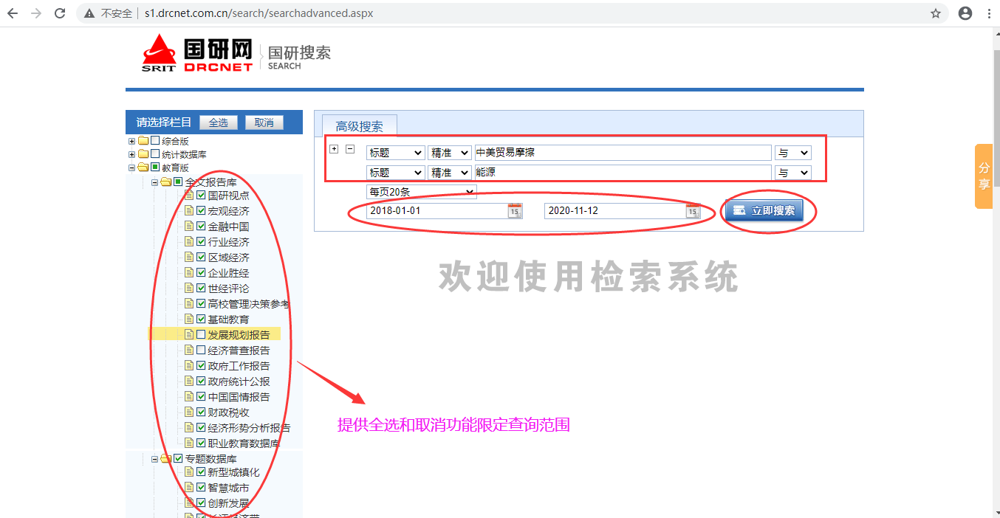 不安全 s1.drcnet.com.cn/search/searchadvanced.aspx
SRIT 国研网 DRCNET 国研搜索 SEARCH
请选择栏目 全选 取消
综合版
统计数据库
教育版
全文报告库
国研视点
宏观经济
金融中国
行业经济
区域经济
企业胜经
世经评论
高校管理决策参考
基础教育
发展规划报告
经济普查报告
政府工作报告
政府统计公报
中国国情报告
财政税收
经济形势分析报告
职业教育数据库
专题数据库
新型城镇化
智慧城市
创新发展
长江经济带
高级搜索
标题 精准 中美贸易摩擦 与
标题 精准 能源 与
每页20条
2018-01-01 15 2020-11-12 15 立即搜索
欢迎使用检索系统
提供全选和取消功能限定查询范围
分享